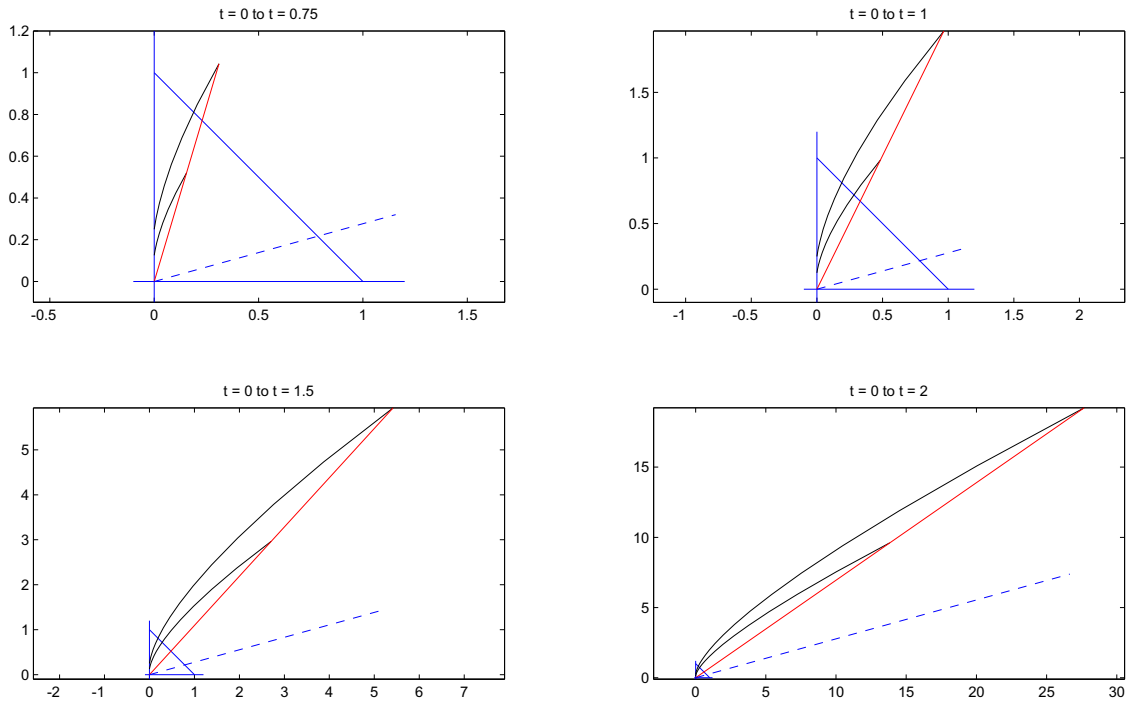 t = 0 to t = 0.75
1.2
1
0.8
0.6
0.4
0.2
0
-0.5 0 0.5 1 1.5
t = 0 to t = 1
1.5
1
0.5
0
-1 -0.5 0 0.5 1 1.5 2
t = 0 to t = 1.5
5
4
3
2
1
0
-2 -1 0 1 2 3 4 5 6 7
t = 0 to t = 2
15
10
5
0
0 5 10 15 20 25 30